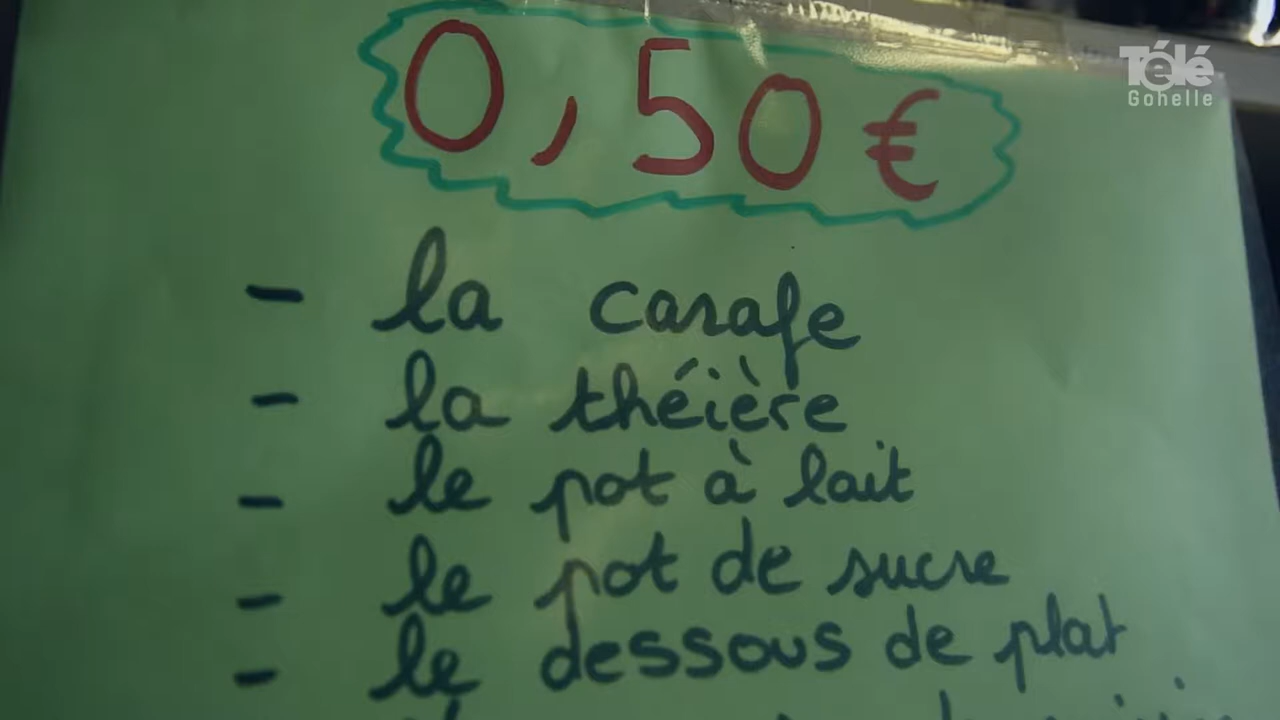 Télé
Gohelle
0,50 €
- la carafe
- la théière
- le pot à lait
- le pot de sucre
- le dessous de plat